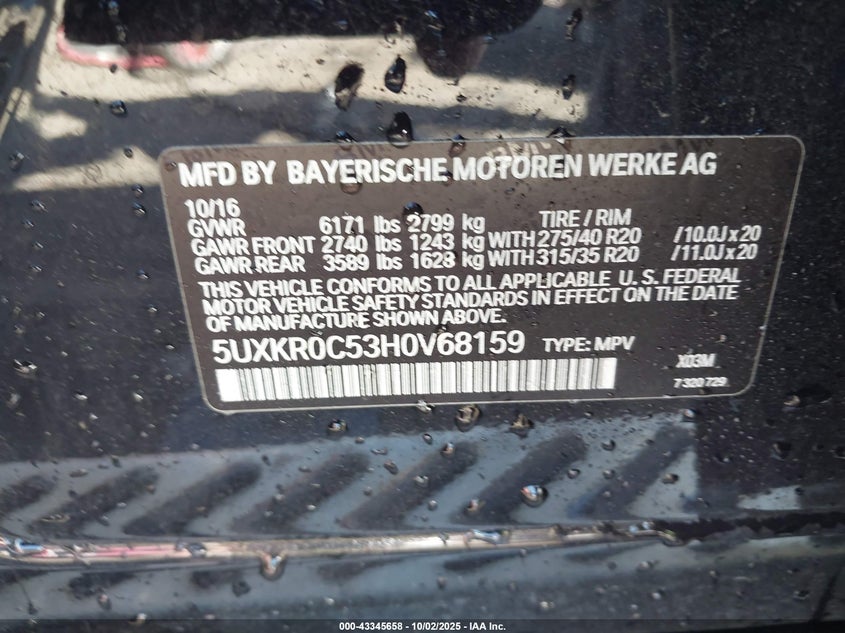 MFD BY BAYERISCHE MOTOREN WERKE AG
10/16
GVWR 6171 lbs 2799 kg TIRE / RIM
GAWR FRONT 2740 lbs 1243 kg WITH 275/40 R20 /10.0J x 20
GAWR REAR 3589 lbs 1628 kg WITH 315/35 R20 /11.0J x 20
THIS VEHICLE CONFORMS TO ALL APPLICABLE U.S. FEDERAL
MOTOR VEHICLE SAFETY STANDARDS IN EFFECT ON THE DATE
OF MANUFACTURE SHOWN ABOVE.
5UXKR0C53H0V68159 TYPE: MPV X03M
7 320 729
000-43345658 - 10/02/2025 - IAA Inc.